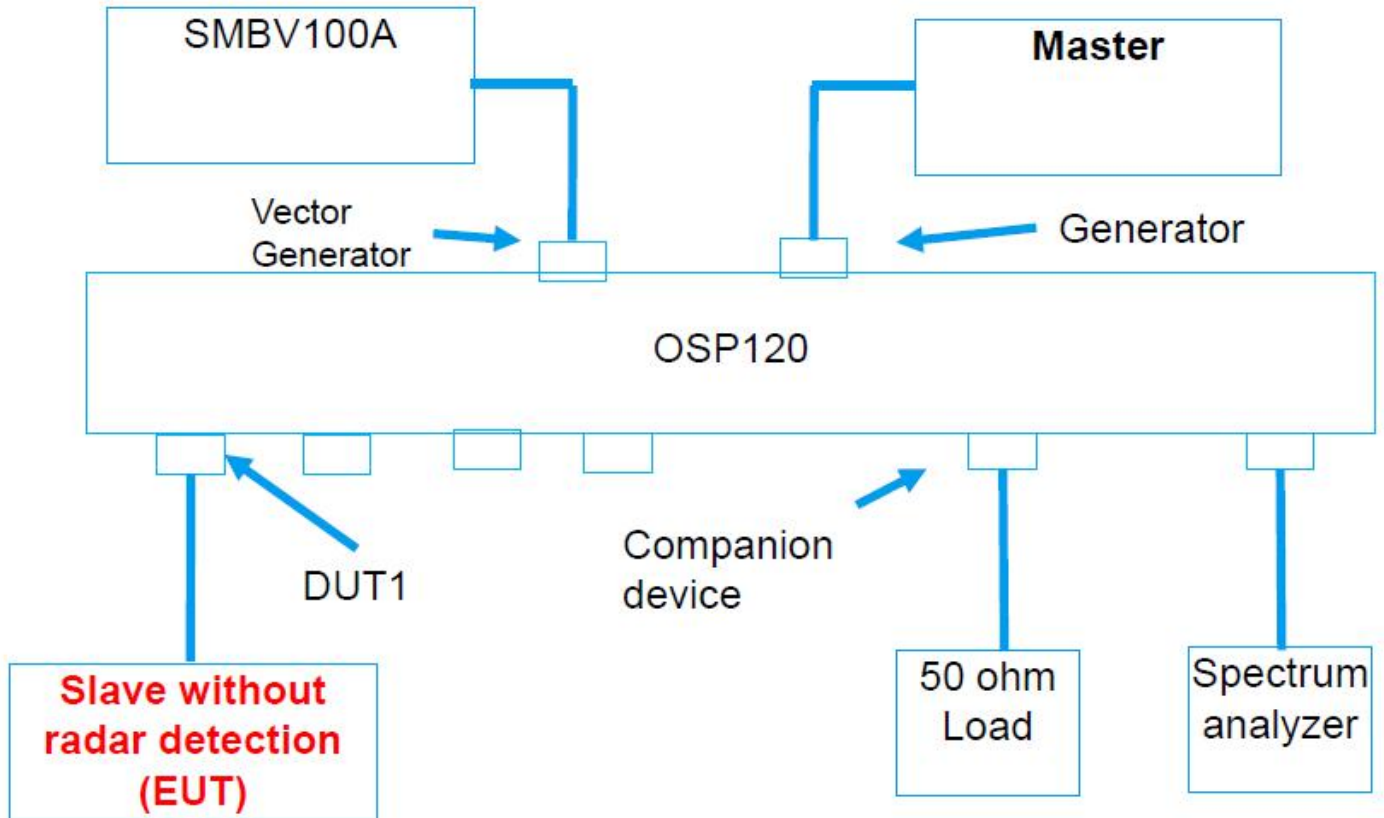 SMBV100A
Master
Vector
Generator
Generator
OSP120
DUT1
Companion
device
Slave without
radar detection
(EUT)
50 ohm
Load
Spectrum
analyzer